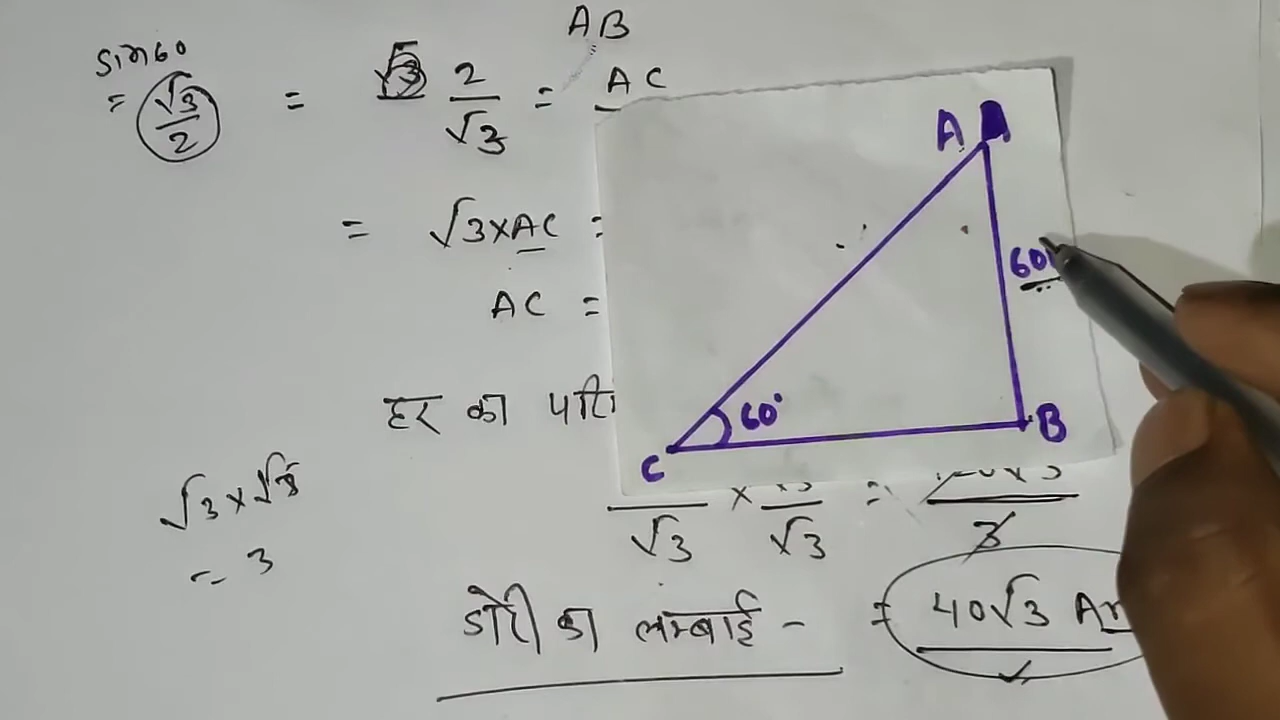 sin60
= √3/2
= 2/√3 = AC
AB
= √3×AC =
AC =
हर का
√3×√3
= 3
A
60
60°
C
B
√3 × √3 =
3
डोरी का लम्बाई -
= 40√3